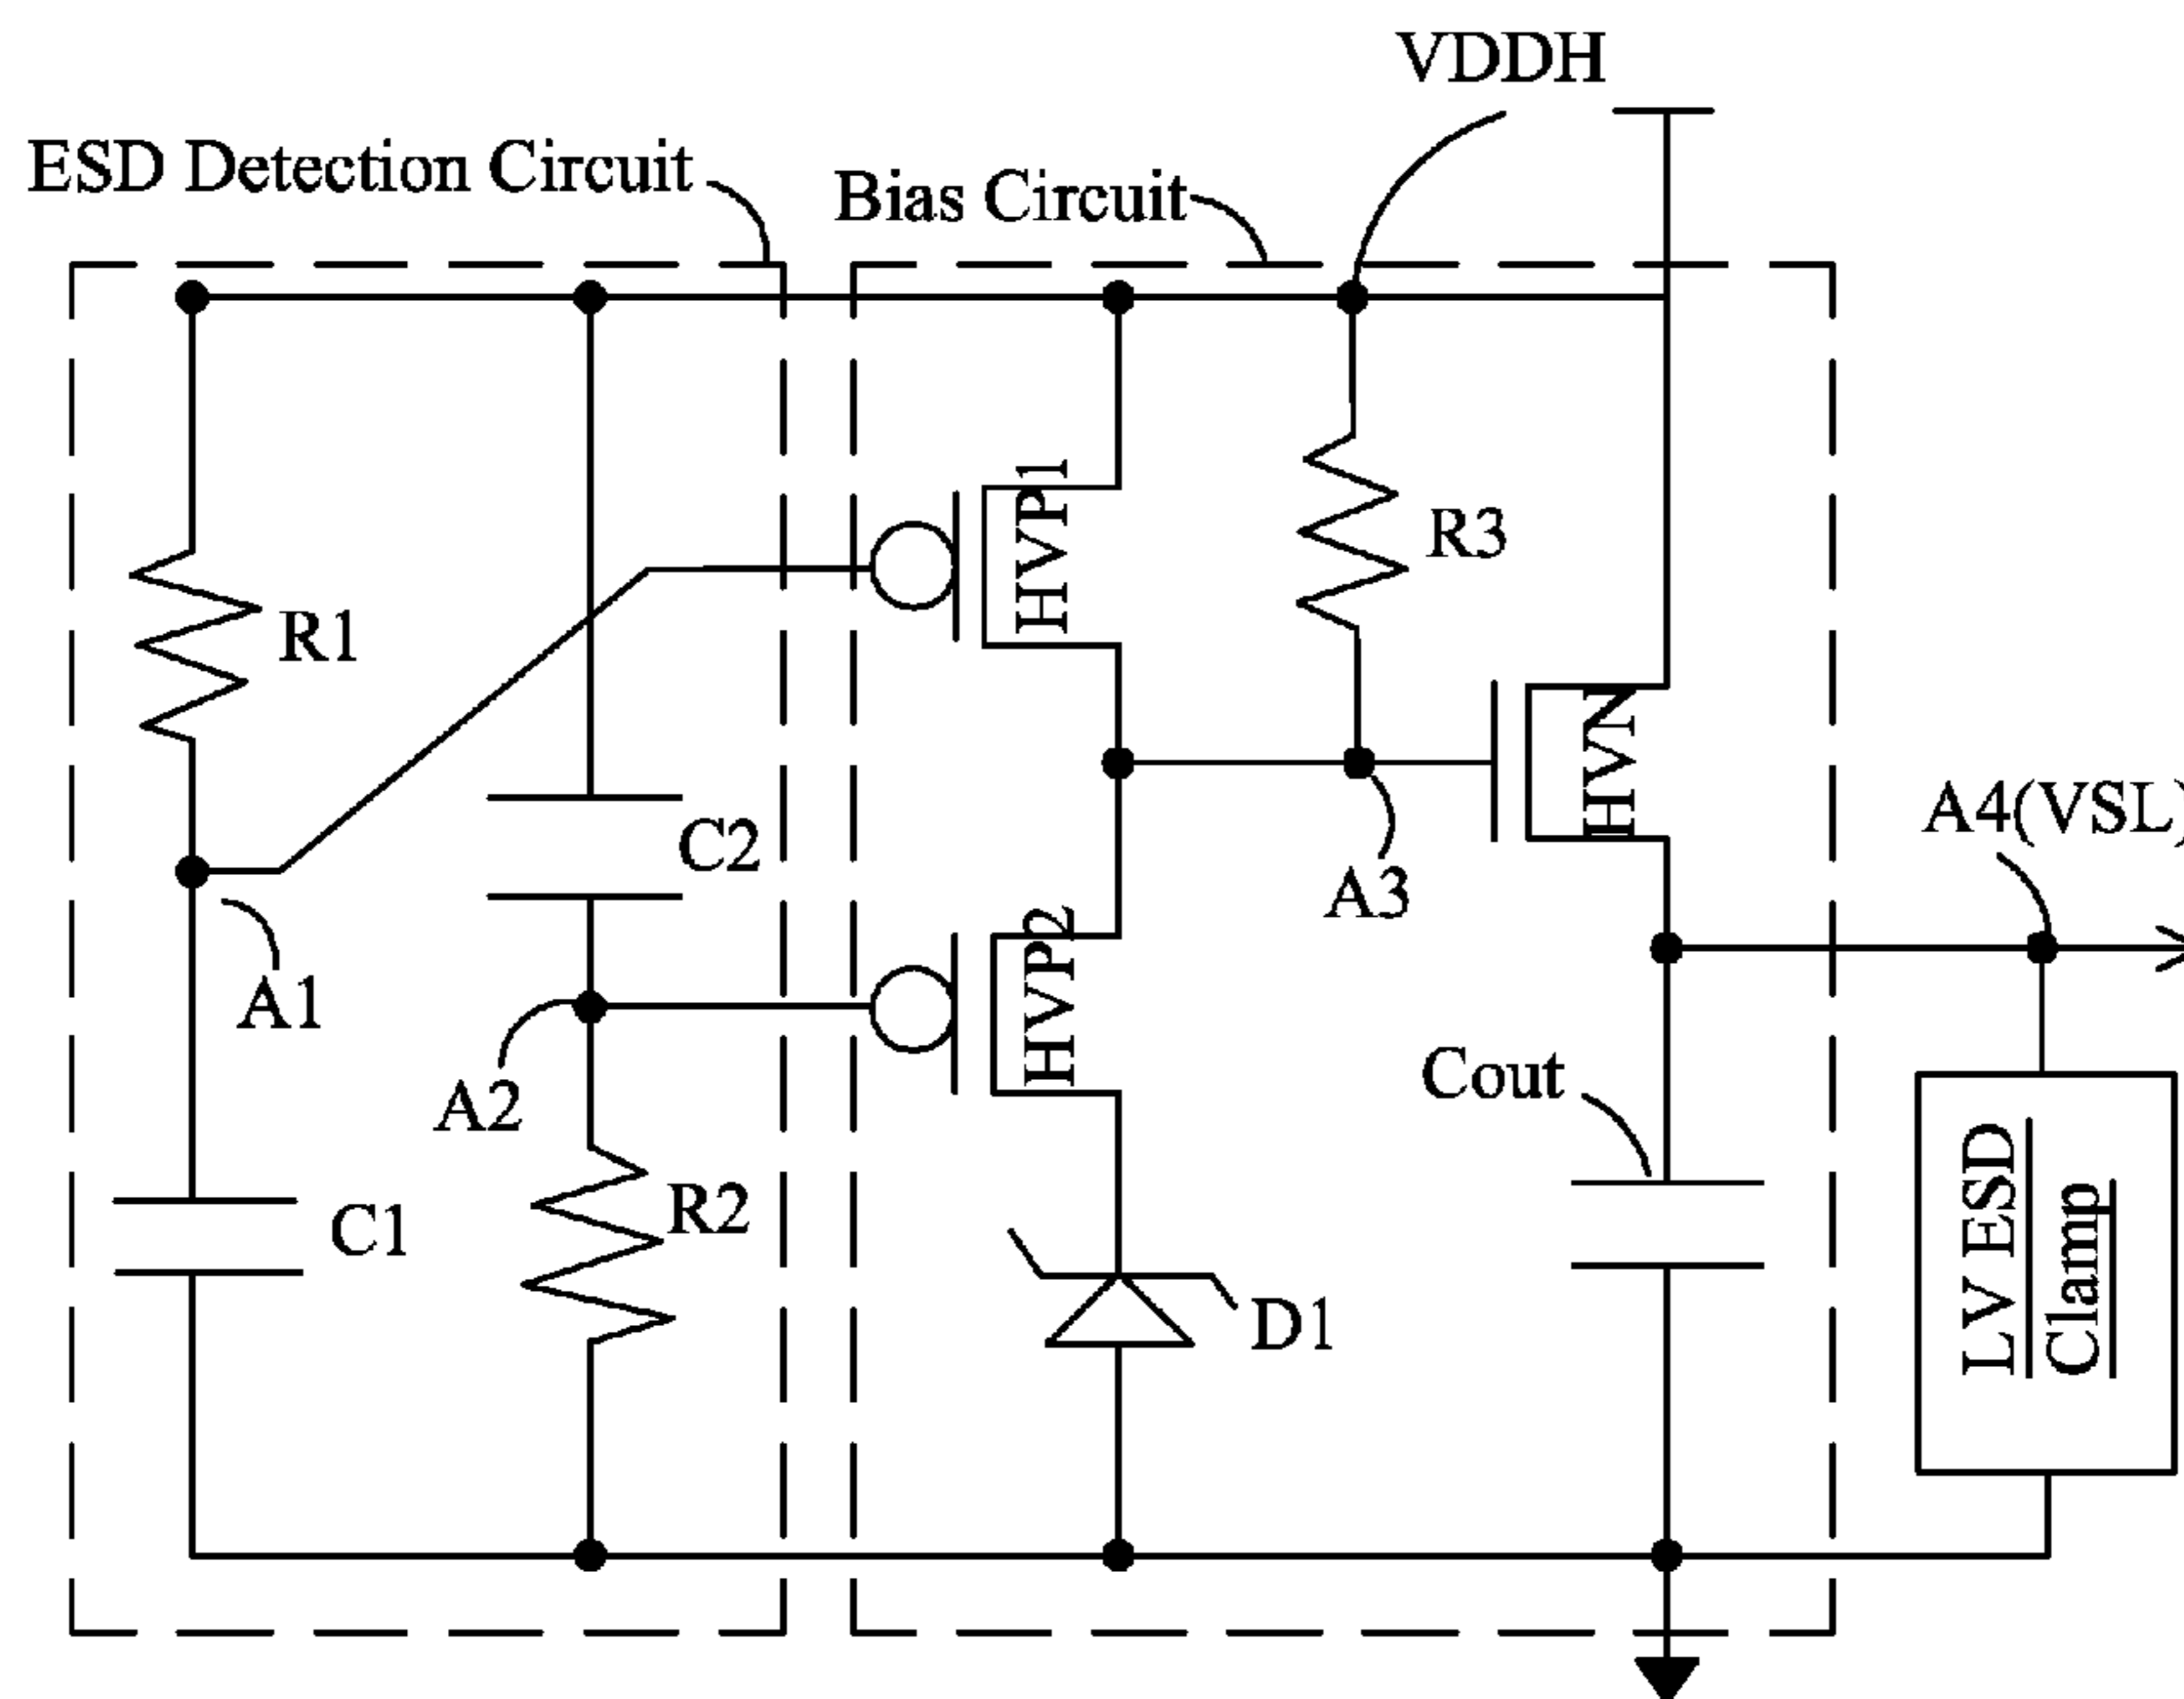 VDDH
ESD Detection Circuit
Bias Circuit
HVP1
R3
R1
HVN
A4(VSL)
C2
A3
A1
HVP2
Cout
A2
R2
C1
LV ESD
Clamp
D1